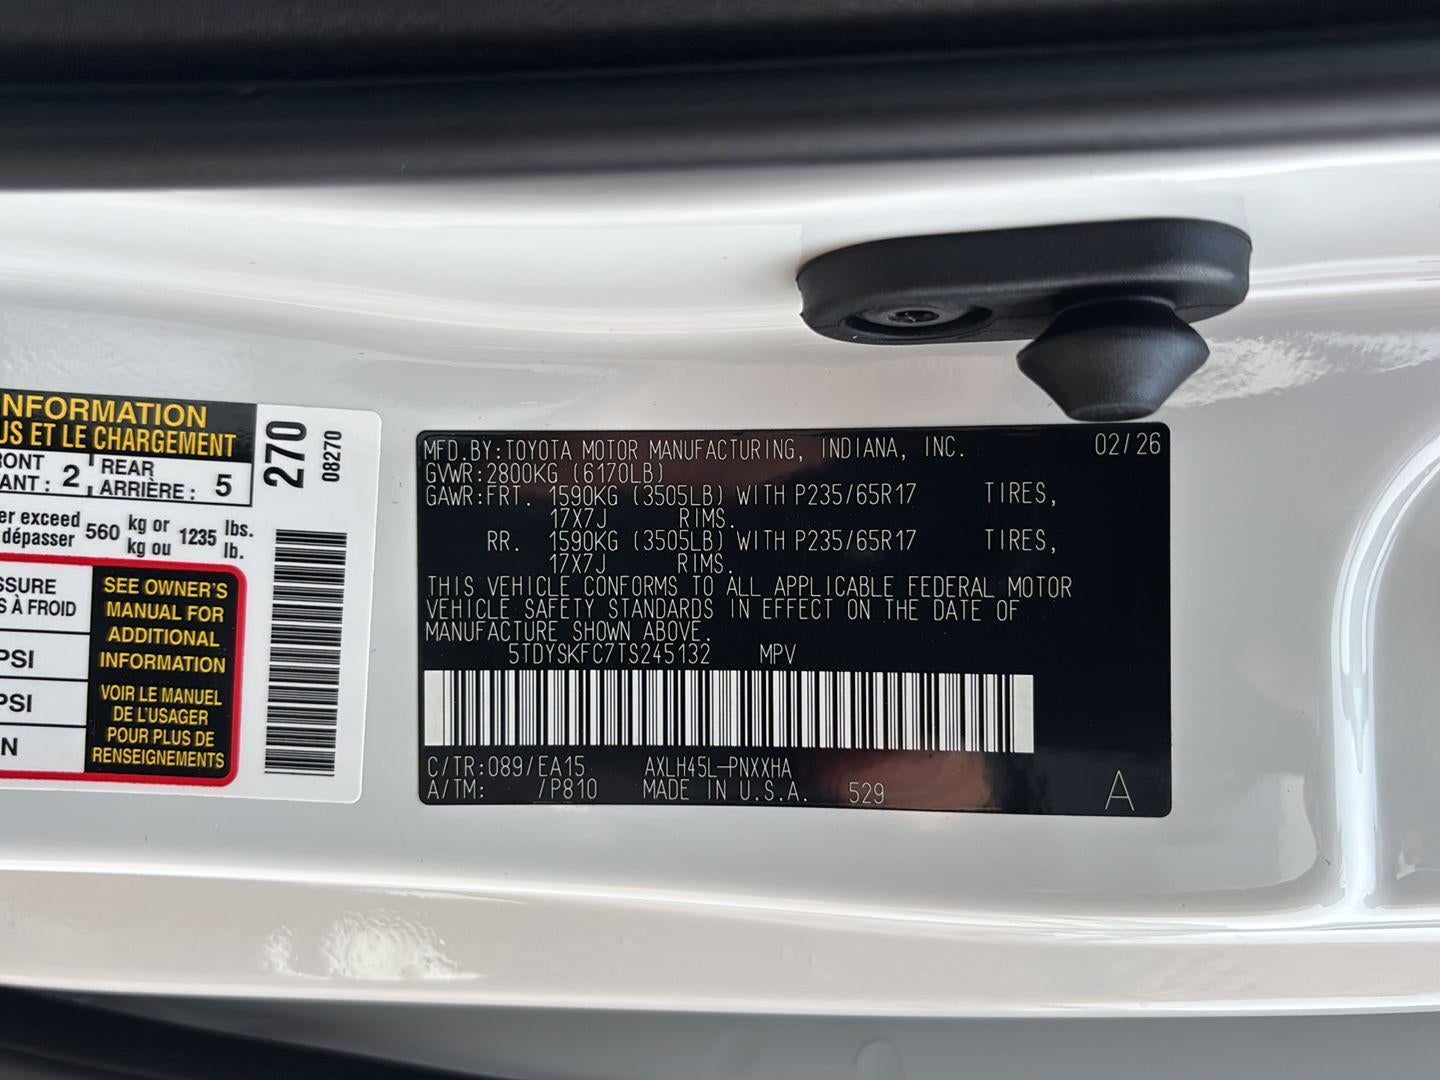 NFORMATION
US ET LE CHARGEMENT
RONT 2 REAR 5
ANT : ARRIÈRE :
er exceed 560 kg or 1235 lbs.
dépasser kg ou lb.
SSURE
S À FROID
PSI
PSI
N
SEE OWNER'S
MANUAL FOR
ADDITIONAL
INFORMATION
VOIR LE MANUEL
DE L'USAGER
POUR PLUS DE
RENSEIGNEMENTS
270
08270
MFD.BY:TOYOTA MOTOR MANUFACTURING, INDIANA, INC. 02/26
GVWR:2800KG (6170LB)
GAWR:FRT. 1590KG (3505LB) WITH P235/65R17 TIRES,
17X7J RIMS.
RR. 1590KG (3505LB) WITH P235/65R17 TIRES,
17X7J RIMS.
THIS VEHICLE CONFORMS TO ALL APPLICABLE FEDERAL MOTOR
VEHICLE SAFETY STANDARDS IN EFFECT ON THE DATE OF
MANUFACTURE SHOWN ABOVE.
5TDYSKFC7TS245132 MPV
C/TR:089/EA15 AXLH45L-PNXXHA
A/TM: /P810 MADE IN U.S.A. 529 A